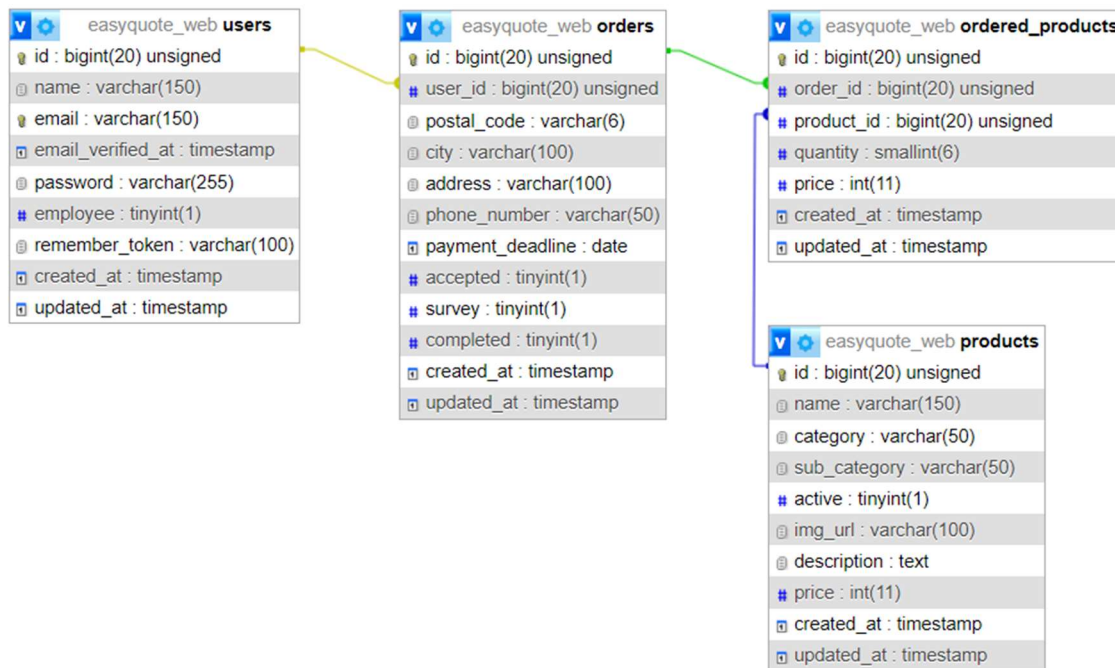 v easyquote_web users
id : bigint(20) unsigned
name : varchar(150)
email : varchar(150)
email_verified_at : timestamp
password : varchar(255)
# employee : tinyint(1)
remember_token : varchar(100)
created_at : timestamp
updated_at : timestamp
v easyquote_web orders
id : bigint(20) unsigned
# user_id : bigint(20) unsigned
postal_code : varchar(6)
city : varchar(100)
address : varchar(100)
phone_number : varchar(50)
payment_deadline : date
# accepted : tinyint(1)
# survey : tinyint(1)
# completed : tinyint(1)
created_at : timestamp
updated_at : timestamp
v easyquote_web ordered_products
id : bigint(20) unsigned
# order_id : bigint(20) unsigned
# product_id : bigint(20) unsigned
# quantity : smallint(6)
# price : int(11)
created_at : timestamp
updated_at : timestamp
v easyquote_web products
id : bigint(20) unsigned
name : varchar(150)
category : varchar(50)
sub_category : varchar(50)
# active : tinyint(1)
img_url : varchar(100)
description : text
# price : int(11)
created_at : timestamp
updated_at : timestamp